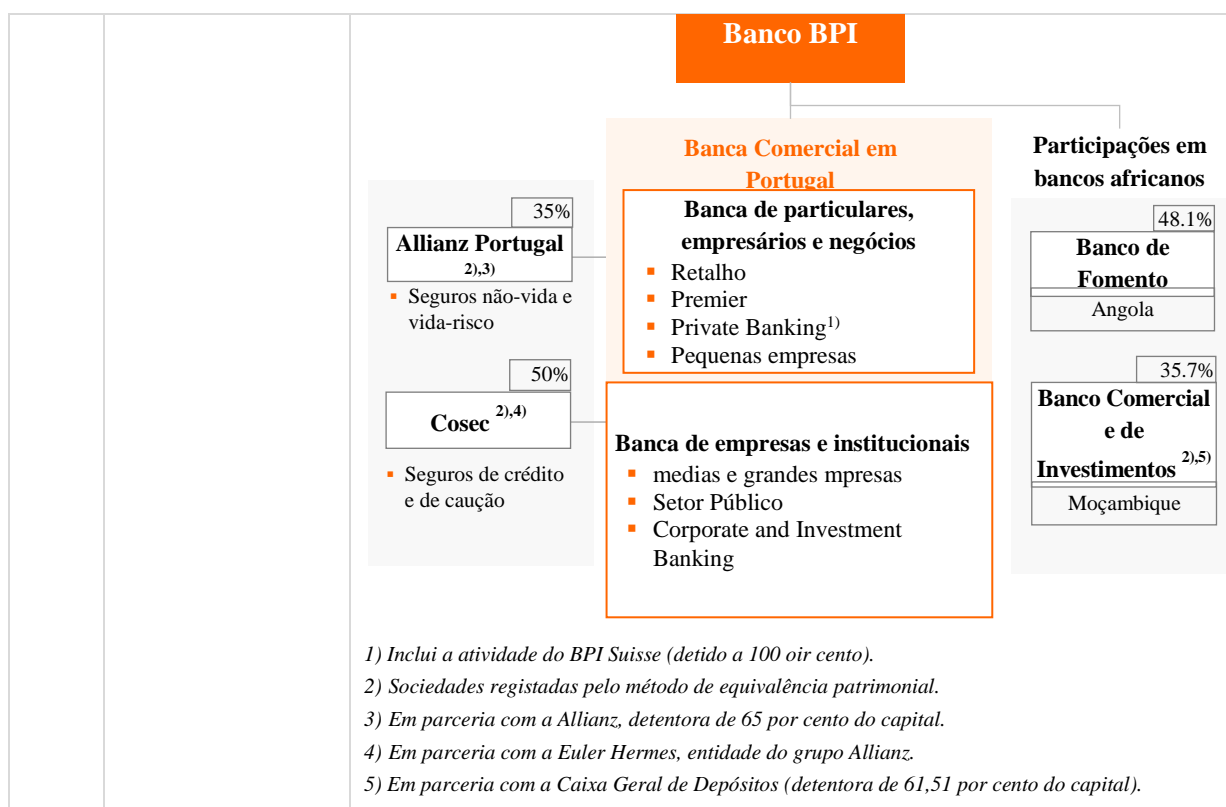 Banco BPI
Banca Comercial em
Portugal
Participações em
bancos africanos
35%
Allianz Portugal
2),3)
▪ Seguros não-vida e
vida-risco
50%
Cosec 2),4)
▪ Seguros de crédito
e de caução
Banca de particulares,
empresários e negócios
▪ Retalho
▪ Premier
▪ Private Banking1)
▪ Pequenas empresas
Banca de empresas e institucionais
▪ medias e grandes mpresas
▪ Setor Público
▪ Corporate and Investment
Banking
48.1%
Banco de
Fomento
Angola
35.7%
Banco Comercial
e de
Investimentos 2),5)
Moçambique
1) Inclui a atividade do BPI Suisse (detido a 100 oir cento).
2) Sociedades registadas pelo método de equivalência patrimonial.
3) Em parceria com a Allianz, detentora de 65 por cento do capital.
4) Em parceria com a Euler Hermes, entidade do grupo Allianz.
5) Em parceria com a Caixa Geral de Depósitos (detentora de 61,51 por cento do capital).